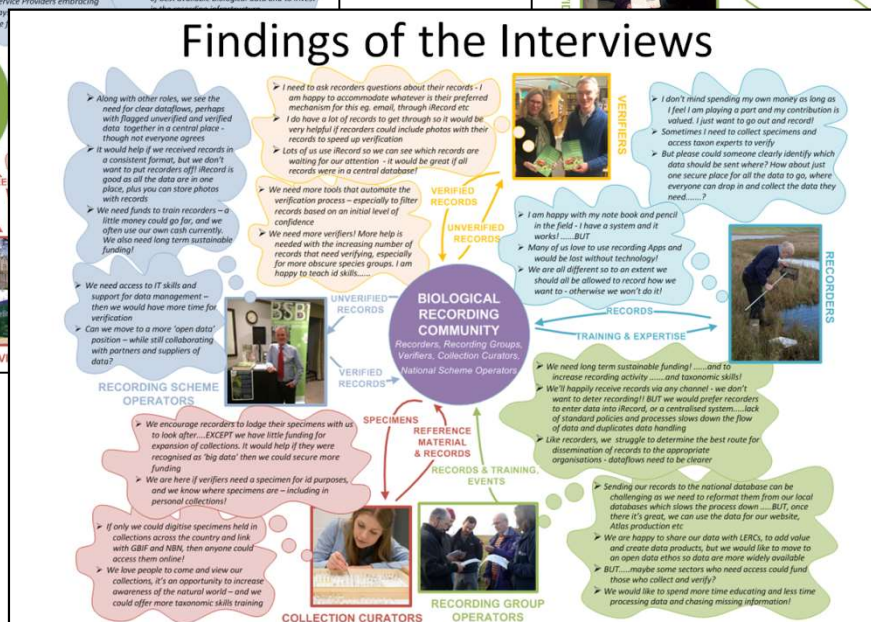 ervice Providers embracing
Findings of the Interviews
➢ Along with other roles, we see the
need for clear dataflows, perhaps
with flagged unverified and verified
data together in a central place -
though not everyone agrees
➢ It would help if we received records in
a consistent format, but we don't
want to put recorders off! iRecord is
good as all the data are in one
place, plus you can store photos
with records
➢ We need funds to train recorders – a
little money could go far, and we
often use our own cash currently.
We also need long term sustainable
funding!
➢ We need access to IT skills and
support for data management –
then we would have more time for
verification
➢ Can we move to a more 'open data'
position – while still collaborating
with partners and suppliers of
data?
RECORDING SCHEME
OPERATORS
➢ I need to ask recorders questions about their records - I
am happy to accommodate whatever is their preferred
mechanism for this eg. email, through iRecord etc
➢ I do have a lot of records to get through so it would be
very helpful if recorders could include photos with their
records to speed up verification
➢ Lots of us use iRecord so we can see which records are
waiting for our attention - it would be great if all
records were in a central database!
➢ We need more tools that automate the
verification process – especially to filter
records based on an initial level of
confidence
➢ We need more verifiers! More help is
needed with the increasing number of
records that need verifying, especially
for more obscure species groups. I am
happy to teach id skills......
VERIFIERS
VERIFIED
RECORDS
UNVERIFIED
RECORDS
➢ I don't mind spending my own money as long as
I feel I am playing a part and my contribution is
valued. I just want to go out and record!
➢ Sometimes I need to collect specimens and
access taxon experts to verify
➢ But please could someone clearly identify which
data should be sent where? How about just
one secure place for all the data to go, where
everyone can drop in and collect the data they
need.......?
➢ I am happy with my note book and pencil
in the field - I have a system and it
works! ......BUT
➢ Many of us love to use recording Apps and
would be lost without technology!
➢ We are all different so to an extent we
should all be allowed to record how we
want to - otherwise we won't do it!
RECORDERS
UNVERIFIED
RECORDS
VERIFIED
RECORDS
BSB
BIOLOGICAL
RECORDING
COMMUNITY
Recorders, Recording Groups,
Verifiers, Collection Curators,
National Scheme Operators
RECORDS
TRAINING & EXPERTISE
➢ We need long term sustainable funding! ......and to
increase recording activity .......and taxonomic skills!
➢ We'll happily receive records via any channel - we don't
want to deter recording!! BUT we would prefer recorders
to enter data into iRecord, or a centralised system.....lack
of standard policies and processes slows down the flow
of data and duplicates data handling
➢ Like recorders, we struggle to determine the best route for
dissemination of records to the appropriate
organisations - dataflows need to be clearer
➢ Sending our records to the national database can be
challenging as we need to reformat them from our local
databases which slows the process down .....BUT, once
there it's great, we can use the data for our website,
Atlas production etc
➢ We are happy to share our data with LERCs, to add value
and create data products, but we would like to move to
an open data ethos so data are more widely available
➢ BUT.....maybe some sectors who need access could fund
those who collect and verify?
➢ We would like to spend more time educating and less time
processing data and chasing missing information!
SPECIMENS
REFERENCE
MATERIAL
& RECORDS
RECORDS & TRAINING,
EVENTS
➢ We encourage recorders to lodge their specimens with us
to look after....EXCEPT we have little funding for
expansion of collections. It would help if they were
recognised as 'big data' then we could secure more
funding
➢ We are here if verifiers need a specimen for id purposes,
and we know where specimens are – including in
personal collections!
➢ If only we could digitise specimens held in
collections across the country and link
with GBIF and NBN, then anyone could
access them online!
➢ We love people to come and view our
collections, it's an opportunity to increase
awareness of the natural world – and we
could offer more taxonomic skills training
COLLECTION CURATORS
RECORDING GROUP
OPERATORS